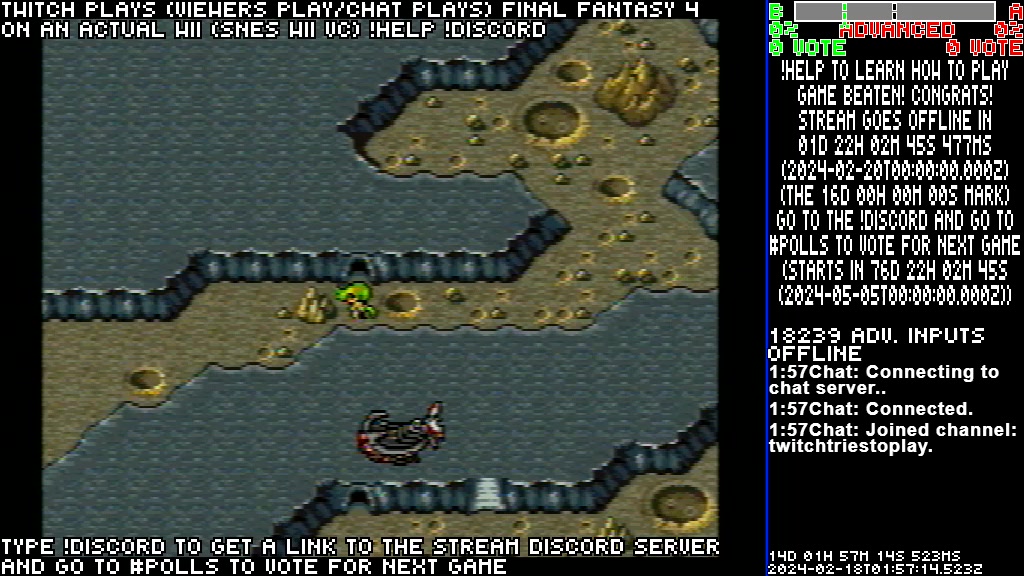 TWITCH PLAYS (VIEWERS PLAY/CHAT PLAYS) FINAL FANTASY 4
ON AN ACTUAL WII (SNES WII VC) !HELP !DISCORD
B A
0% ADVANCED 0%
0 VOTE 0 VOTE
!HELP TO LEARN HOW TO PLAY
GAME BEATEN! CONGRATS!
STREAM GOES OFFLINE IN
01D 22H 02M 45S 477MS
(2024-02-20T00:00:00.000Z)
(THE 16D 00H 00M 00S MARK)
GO TO THE !DISCORD AND GO TO
#POLLS TO VOTE FOR NEXT GAME
(STARTS IN 76D 22H 02M 45S
(2024-05-05T00:00:00.000Z))
18239 ADV. INPUTS
OFFLINE
1:57Chat: Connecting to
chat server..
1:57Chat: Connected.
1:57Chat: Joined channel:
twitchtriestoplay.
TYPE !DISCORD TO GET A LINK TO THE STREAM DISCORD SERVER
AND GO TO #POLLS TO VOTE FOR NEXT GAME
14D 01H 57M 14S 523MS
2024-02-18T01:57:14.523Z